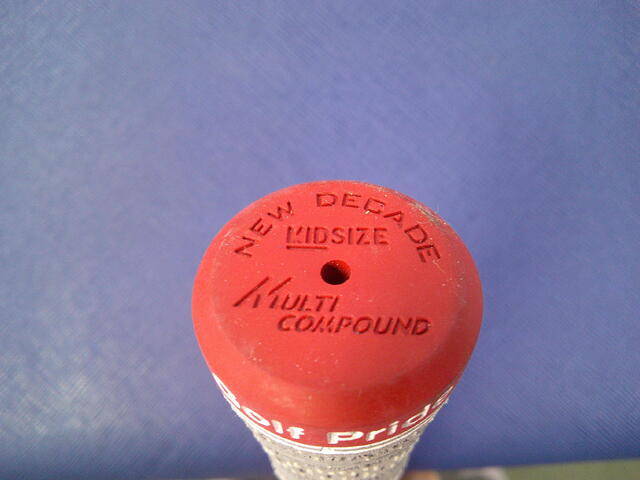 NEW DECADE
MIDSIZE
MULTI
COMPOUND
Golf Pride